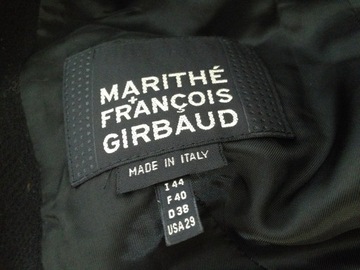 MARITHÉ
+
FRANÇOIS
GIRBAUD
MADE IN ITALY
I 44
F 40
D 38
USA 29